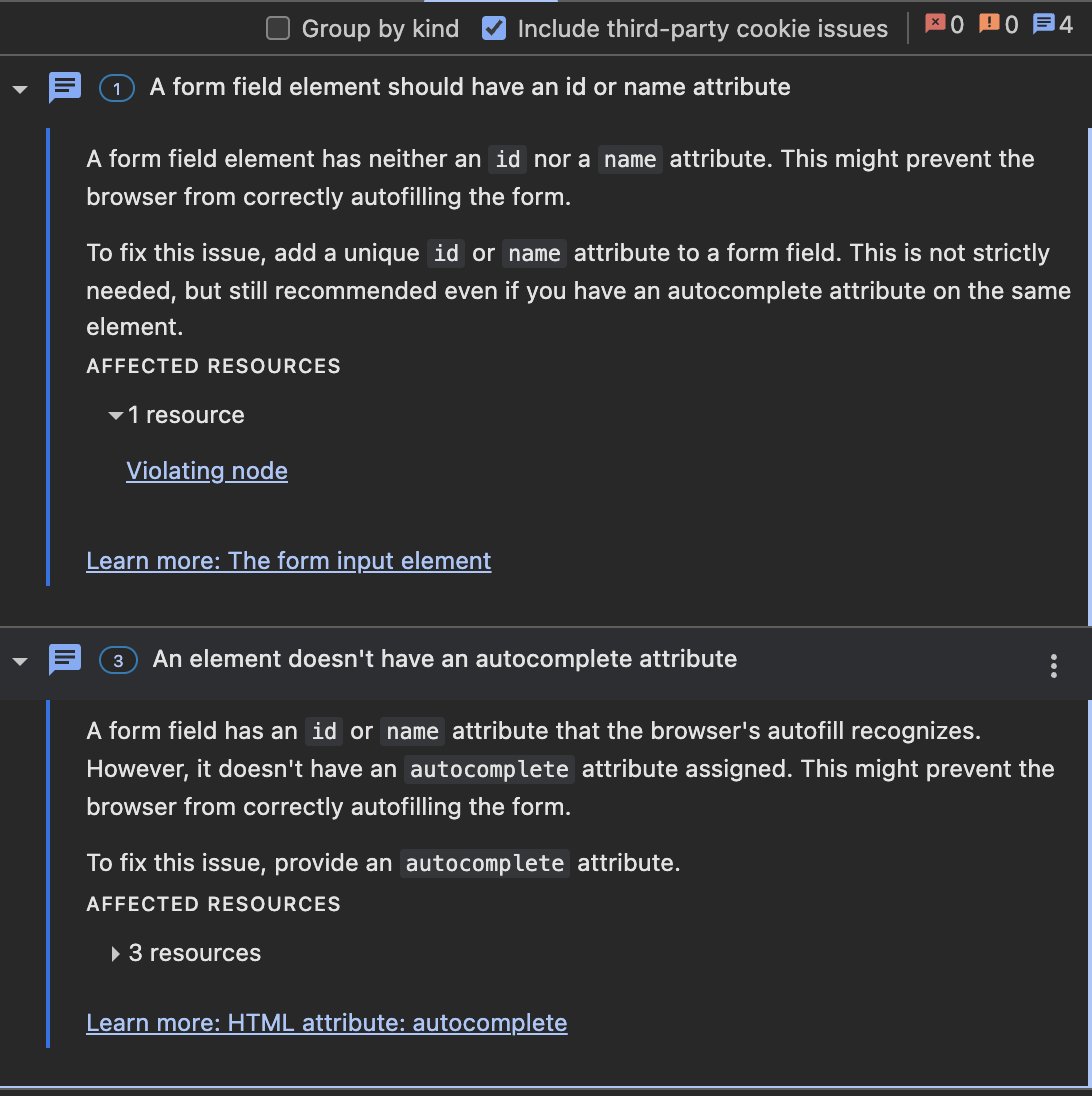 Group by kind Include third-party cookie issues 0 0 4
1 A form field element should have an id or name attribute
A form field element has neither an id nor a name attribute. This might prevent the
browser from correctly autofilling the form.
To fix this issue, add a unique id or name attribute to a form field. This is not strictly
needed, but still recommended even if you have an autocomplete attribute on the same
element.
AFFECTED RESOURCES
1 resource
Violating node
Learn more: The form input element
3 An element doesn't have an autocomplete attribute
A form field has an id or name attribute that the browser's autofill recognizes.
However, it doesn't have an autocomplete attribute assigned. This might prevent the
browser from correctly autofilling the form.
To fix this issue, provide an autocomplete attribute.
AFFECTED RESOURCES
3 resources
Learn more: HTML attribute: autocomplete